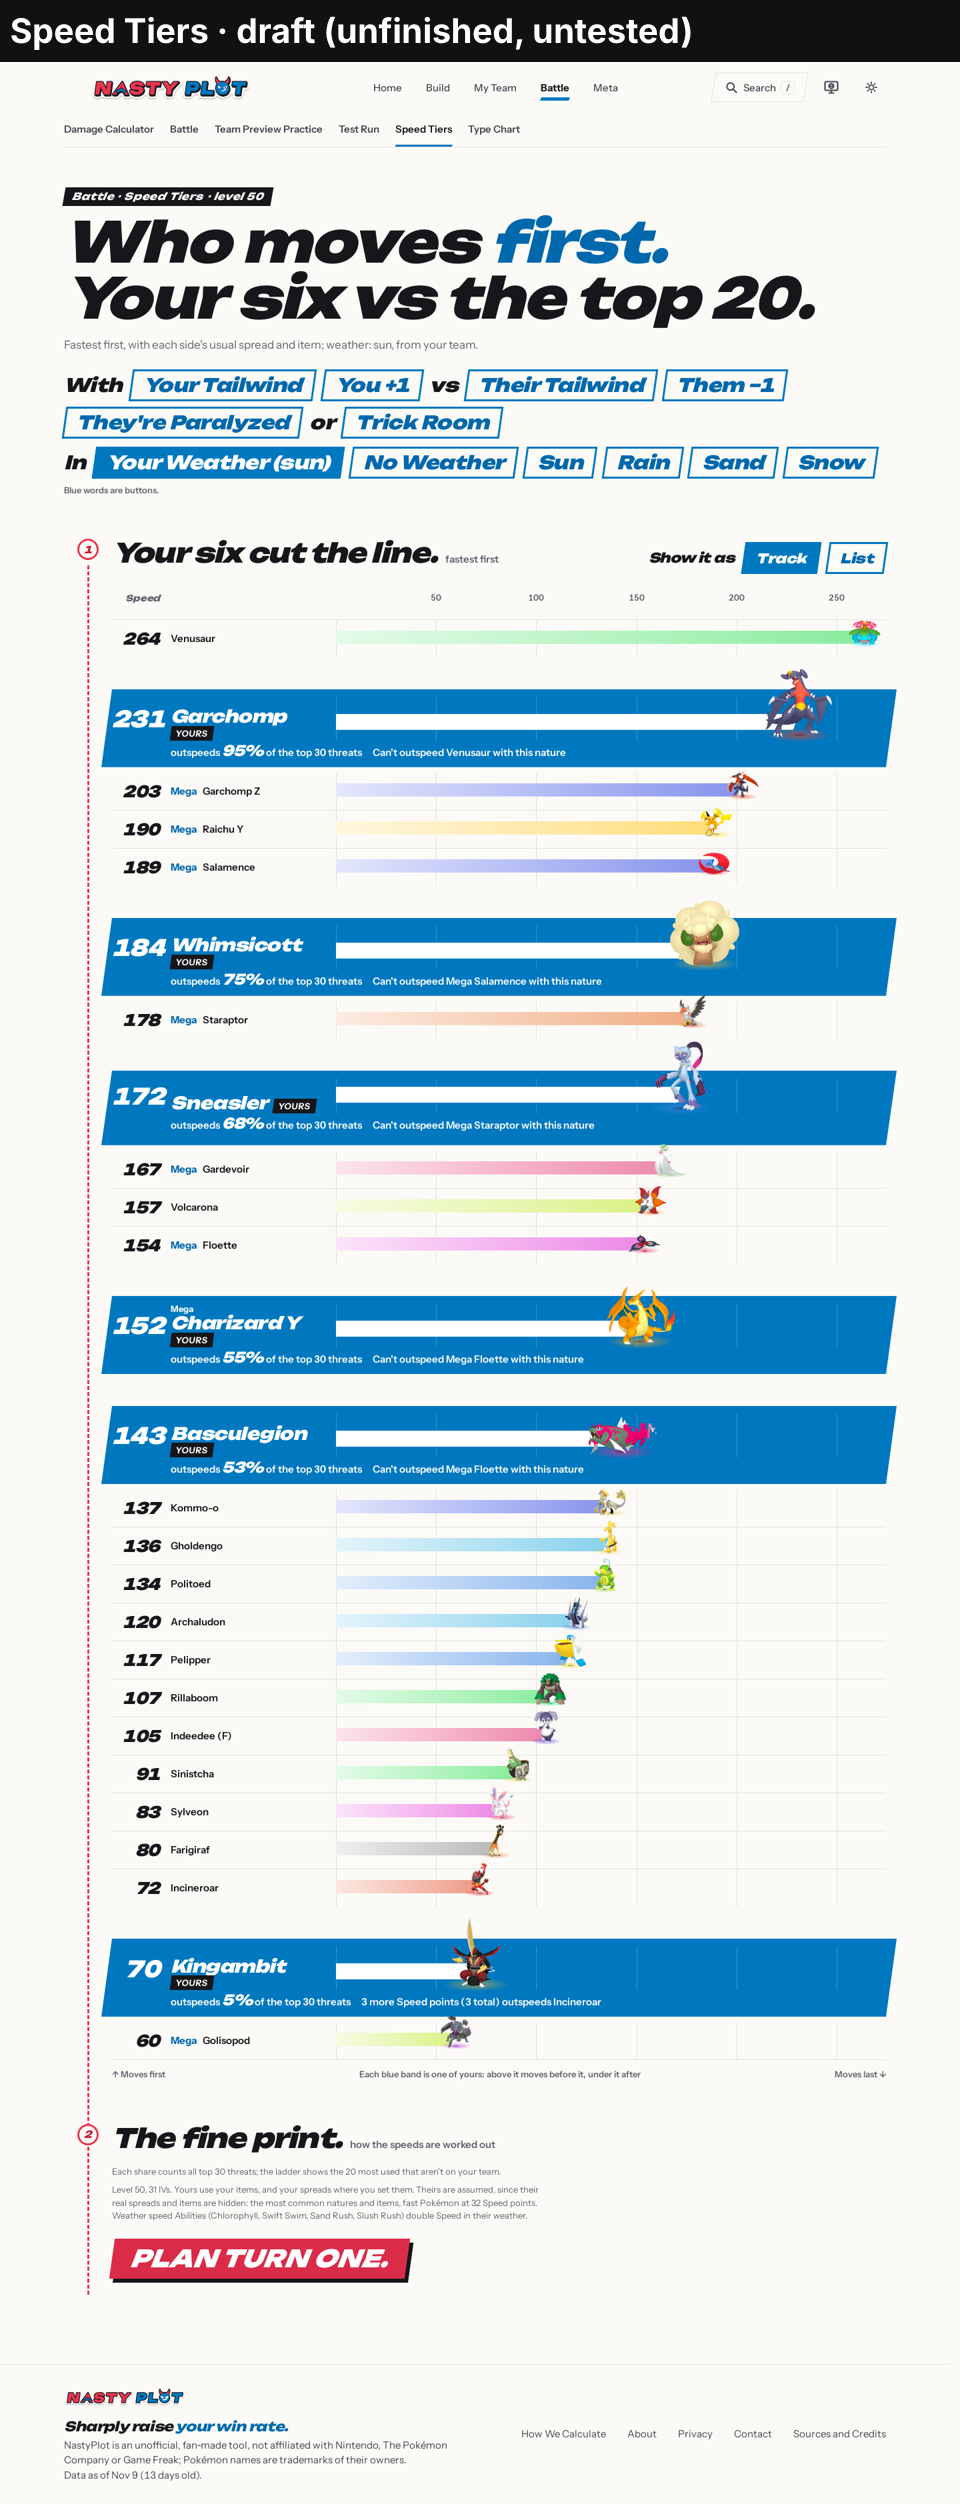 Speed Tiers · draft (unfinished, untested)
NASTY PLOT
Home Build My Team Battle Meta
Search /
Damage Calculator Battle Team Preview Practice Test Run Speed Tiers Type Chart
Battle · Speed Tiers · level 50
Who moves first.
Your six vs the top 20.
Fastest first, with each side's usual spread and item; weather: sun, from your team.
With Your Tailwind You +1 vs Their Tailwind Them −1
They're Paralyzed or Trick Room
In Your Weather (sun) No Weather Sun Rain Sand Snow
Blue words are buttons.
1 Your six cut the line. fastest first Show it as Track List
Speed 50 100 150 200 250
264 Venusaur
231 Garchomp
YOURS
outspeeds 95% of the top 30 threats Can't outspeed Venusaur with this nature
203 Mega Garchomp Z
190 Mega Raichu Y
189 Mega Salamence
184 Whimsicott
YOURS
outspeeds 75% of the top 30 threats Can't outspeed Mega Salamence with this nature
178 Mega Staraptor
172 Sneasler YOURS
outspeeds 68% of the top 30 threats Can't outspeed Mega Staraptor with this nature
167 Mega Gardevoir
157 Volcarona
154 Mega Floette
Mega
152 Charizard Y
YOURS
outspeeds 55% of the top 30 threats Can't outspeed Mega Floette with this nature
143 Basculegion
YOURS
outspeeds 53% of the top 30 threats Can't outspeed Mega Floette with this nature
137 Kommo-o
136 Gholdengo
134 Politoed
120 Archaludon
117 Pelipper
107 Rillaboom
105 Indeedee (F)
91 Sinistcha
83 Sylveon
80 Farigiraf
72 Incineroar
70 Kingambit
YOURS
outspeeds 5% of the top 30 threats 3 more Speed points (3 total) outspeeds Incineroar
60 Mega Golisopod
↑ Moves first Each blue band is one of yours: above it moves before it, under it after Moves last ↓
2 The fine print. how the speeds are worked out
Each share counts all top 30 threats; the ladder shows the 20 most used that aren't on your team.
Level 50, 31 IVs. Yours use your items, and your spreads where you set them. Theirs are assumed, since their
real spreads and items are hidden: the most common natures and items, fast Pokémon at 32 Speed points.
Weather speed Abilities (Chlorophyll, Swift Swim, Sand Rush, Slush Rush) double Speed in their weather.
PLAN TURN ONE.
NASTY PLOT
Sharply raise your win rate.
NastyPlot is an unofficial, fan-made tool, not affiliated with Nintendo, The Pokémon
Company or Game Freak; Pokémon names are trademarks of their owners.
Data as of Nov 9 (13 days old).
How We Calculate About Privacy Contact Sources and Credits